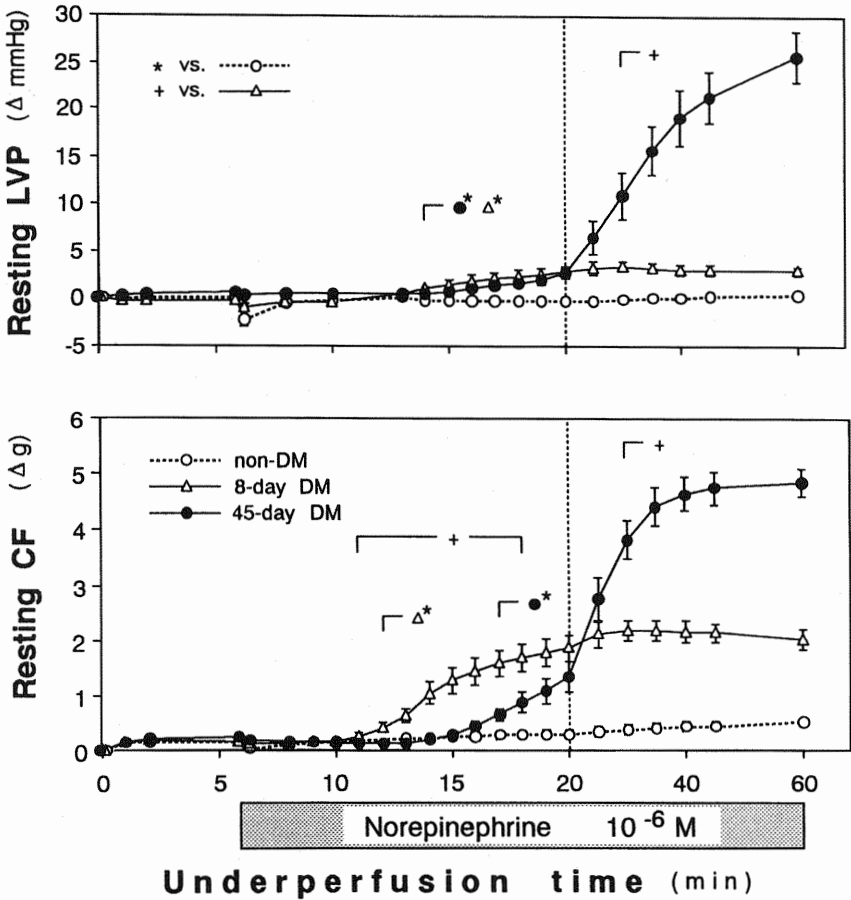 30
25
20
15
10
5
0
-5
Resting LVP (Δ mmHg)
* vs.
+ vs.
+
* *
6
5
4
3
2
1
0
Resting CF (Δ g)
non-DM
8-day DM
45-day DM
+
+
*
*
0 5 10 15 20 40 60
Norepinephrine 10 -6 M
Underperfusion time (min)